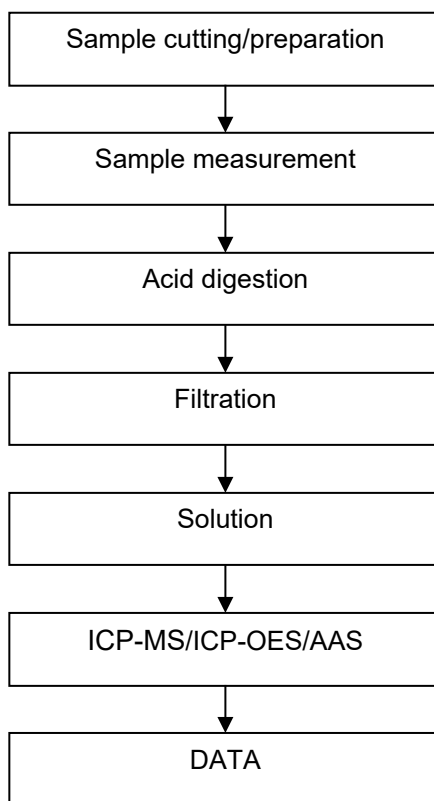 Sample cutting/preparation
Sample measurement
Acid digestion
Filtration
Solution
ICP-MS/ICP-OES/AAS
DATA